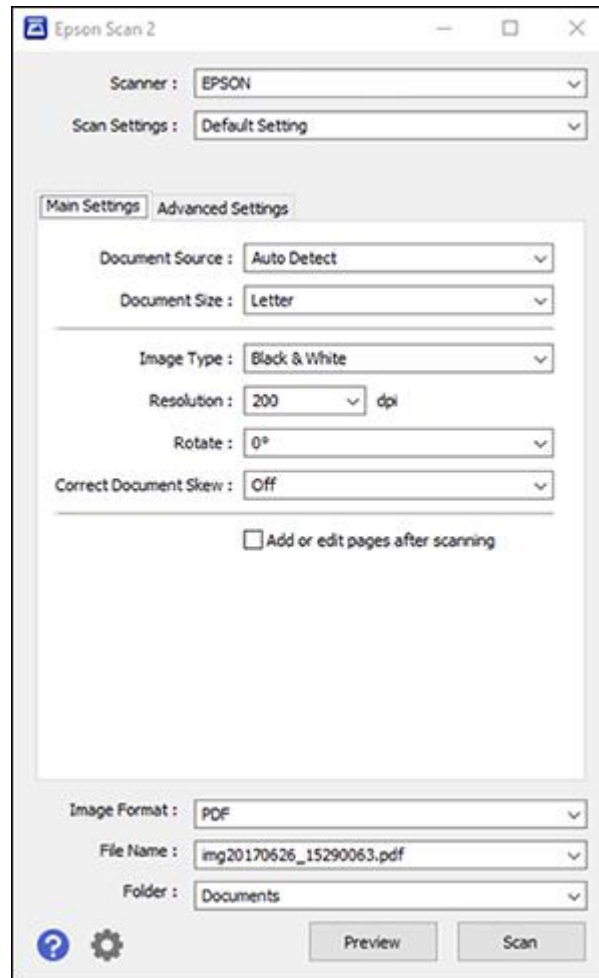 Epson Scan 2
Scanner : EPSON
Scan Settings : Default Setting
Main Settings Advanced Settings
Document Source : Auto Detect
Document Size : Letter
Image Type : Black & White
Resolution : 200 dpi
Rotate : 0°
Correct Document Skew : Off
Add or edit pages after scanning
Image Format : PDF
File Name : img20170626_15290063.pdf
Folder : Documents
? Preview Scan